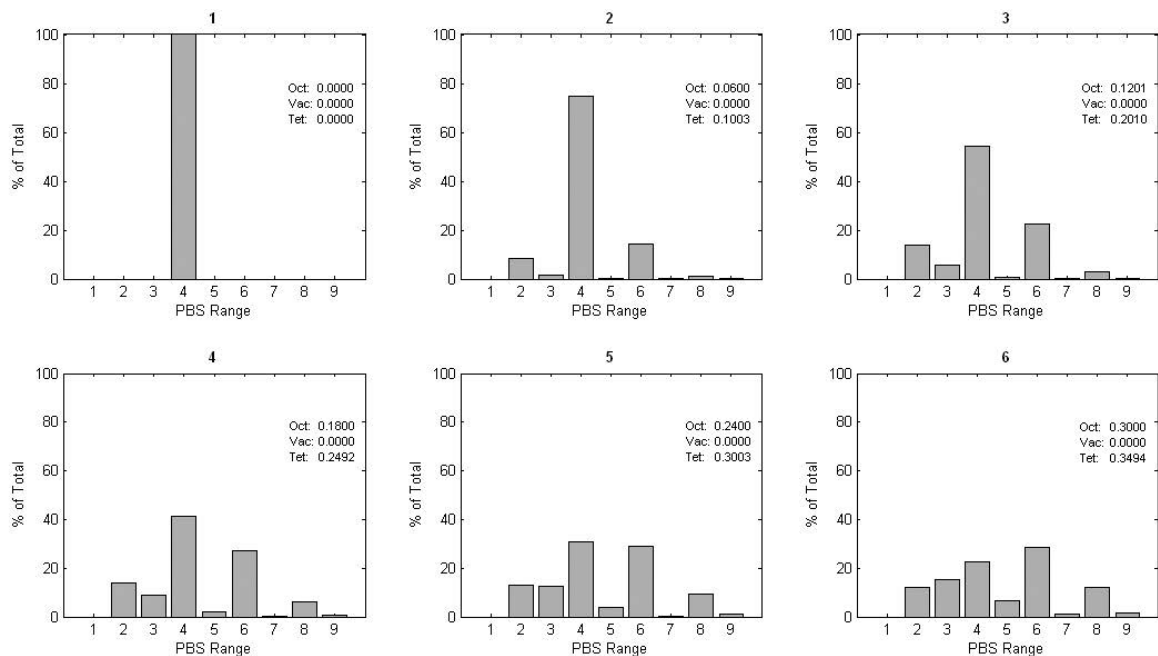 1
100
80
60
40
20
0
% of Total
Oct: 0.0000
Vac: 0.0000
Tet: 0.0000
1 2 3 4 5 6 7 8 9
PBS Range
2
100
80
60
40
20
0
% of Total
Oct: 0.0600
Vac: 0.0000
Tet: 0.1003
1 2 3 4 5 6 7 8 9
PBS Range
3
100
80
60
40
20
0
% of Total
Oct: 0.1201
Vac: 0.0000
Tet: 0.2010
1 2 3 4 5 6 7 8 9
PBS Range
4
100
80
60
40
20
0
% of Total
Oct: 0.1800
Vac: 0.0000
Tet: 0.2492
1 2 3 4 5 6 7 8 9
PBS Range
5
100
80
60
40
20
0
% of Total
Oct: 0.2400
Vac: 0.0000
Tet: 0.3003
1 2 3 4 5 6 7 8 9
PBS Range
6
100
80
60
40
20
0
% of Total
Oct: 0.3000
Vac: 0.0000
Tet: 0.3494
1 2 3 4 5 6 7 8 9
PBS Range